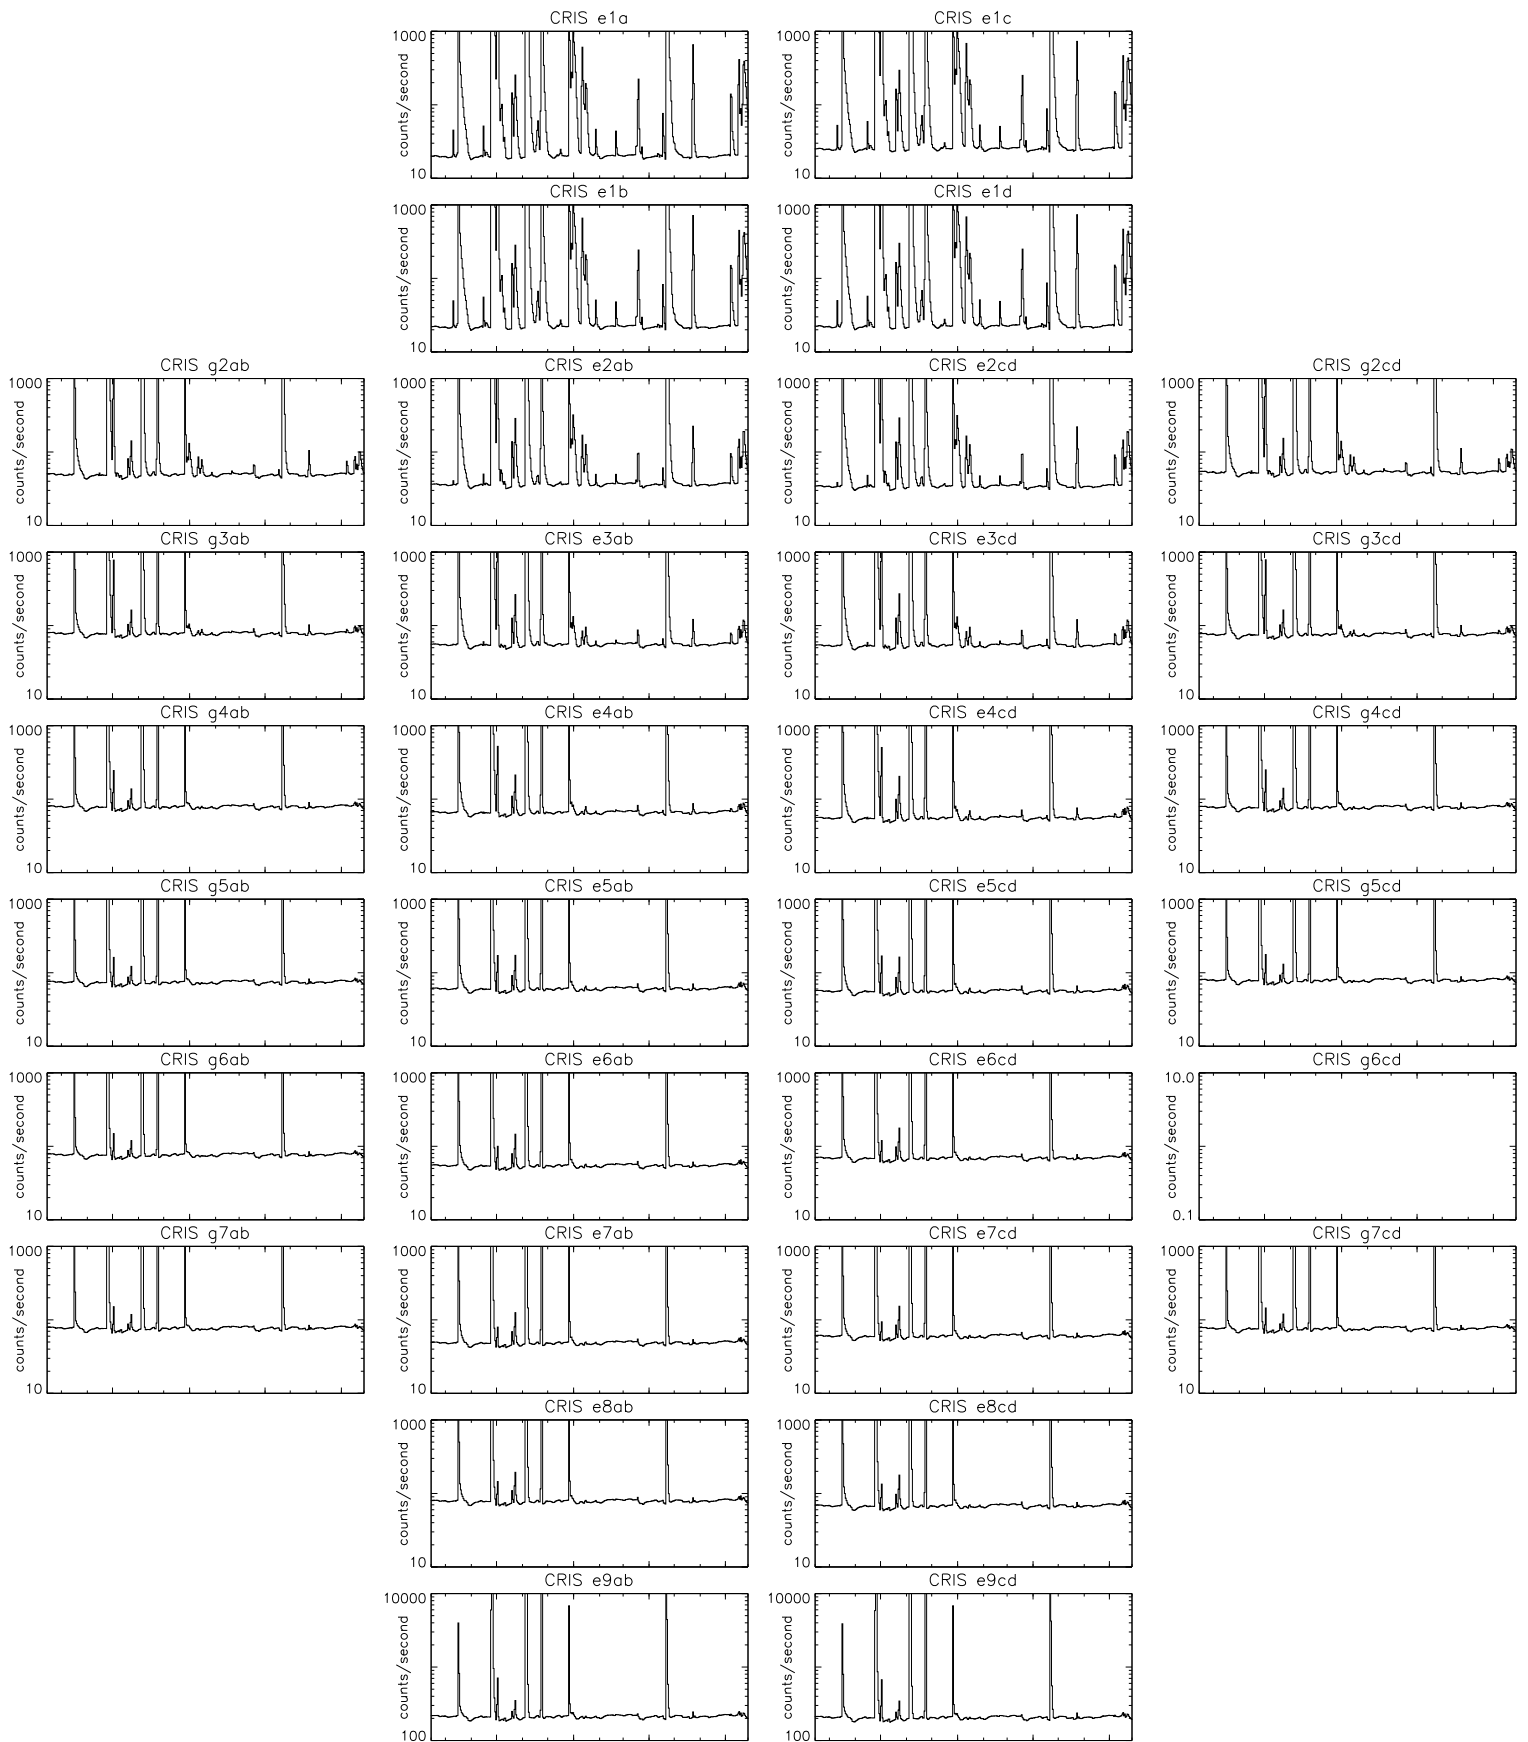 CRIS e1a
CRIS e1c
1000
counts/second
10
1000
counts/second
10
CRIS e1b
CRIS e1d
1000
counts/second
10
1000
counts/second
10
CRIS g2ab
CRIS e2ab
CRIS e2cd
CRIS g2cd
1000
counts/second
10
1000
counts/second
10
1000
counts/second
10
1000
counts/second
10
CRIS g3ab
CRIS e3ab
CRIS e3cd
CRIS g3cd
1000
counts/second
10
1000
counts/second
10
1000
counts/second
10
1000
counts/second
10
CRIS g4ab
CRIS e4ab
CRIS e4cd
CRIS g4cd
1000
counts/second
10
1000
counts/second
10
1000
counts/second
10
1000
counts/second
10
CRIS g5ab
CRIS e5ab
CRIS e5cd
CRIS g5cd
1000
counts/second
10
1000
counts/second
10
1000
counts/second
10
1000
counts/second
10
CRIS g6ab
CRIS e6ab
CRIS e6cd
CRIS g6cd
1000
counts/second
10
1000
counts/second
10
1000
counts/second
10
10.0
1.0
counts/second
0.1
CRIS g7ab
CRIS e7ab
CRIS e7cd
CRIS g7cd
1000
counts/second
10
1000
counts/second
10
1000
counts/second
10
1000
counts/second
10
CRIS e8ab
CRIS e8cd
1000
counts/second
10
1000
counts/second
10
CRIS e9ab
CRIS e9cd
10000
counts/second
100
10000
counts/second
100